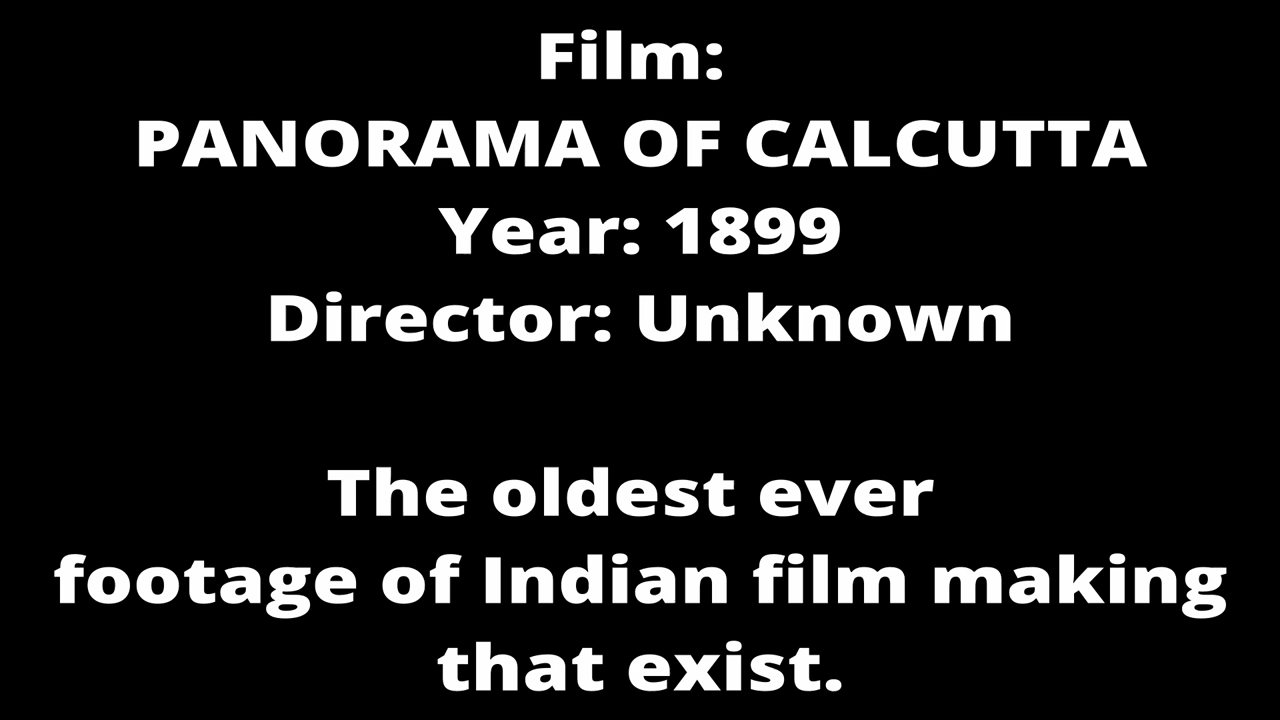 Film:
PANORAMA OF CALCUTTA
Year: 1899
Director: Unknown
The oldest ever
footage of Indian film making
that exist.